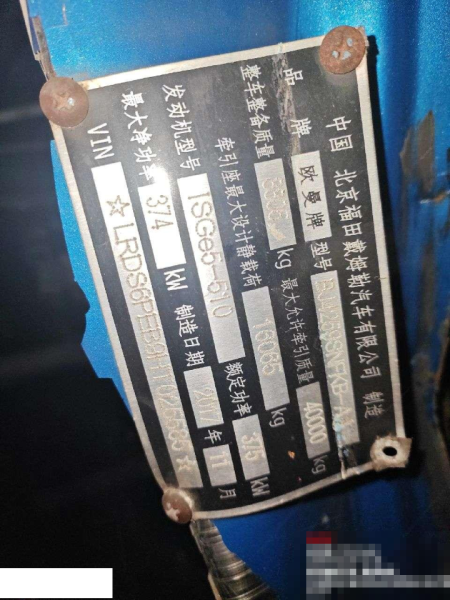 中国 北京福田戴姆勒汽车有限公司 制造
品牌 欧曼牌 型号
整车整备质量 kg 最大允许牵引质量 40000 kg
牵引座最大设计静载荷 16065 kg
发动机型号 ISGe5-510 额定功率 375 kW
最大净功率 374 kW 制造日期 2017 年 11 月
VIN